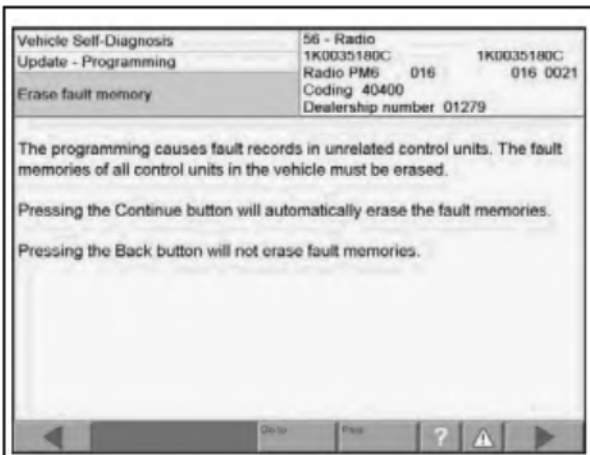 Vehicle Self-Diagnosis
Update - Programming
Erase fault memory
56 - Radio
1K0035180C 1K0035180C
Radio PM6 016 016 0021
Coding 40400
Dealership number 01279
The programming causes fault records in unrelated control units. The fault
memories of all control units in the vehicle must be erased.
Pressing the Continue button will automatically erase the fault memories.
Pressing the Back button will not erase fault memories.
Go to
Print
?